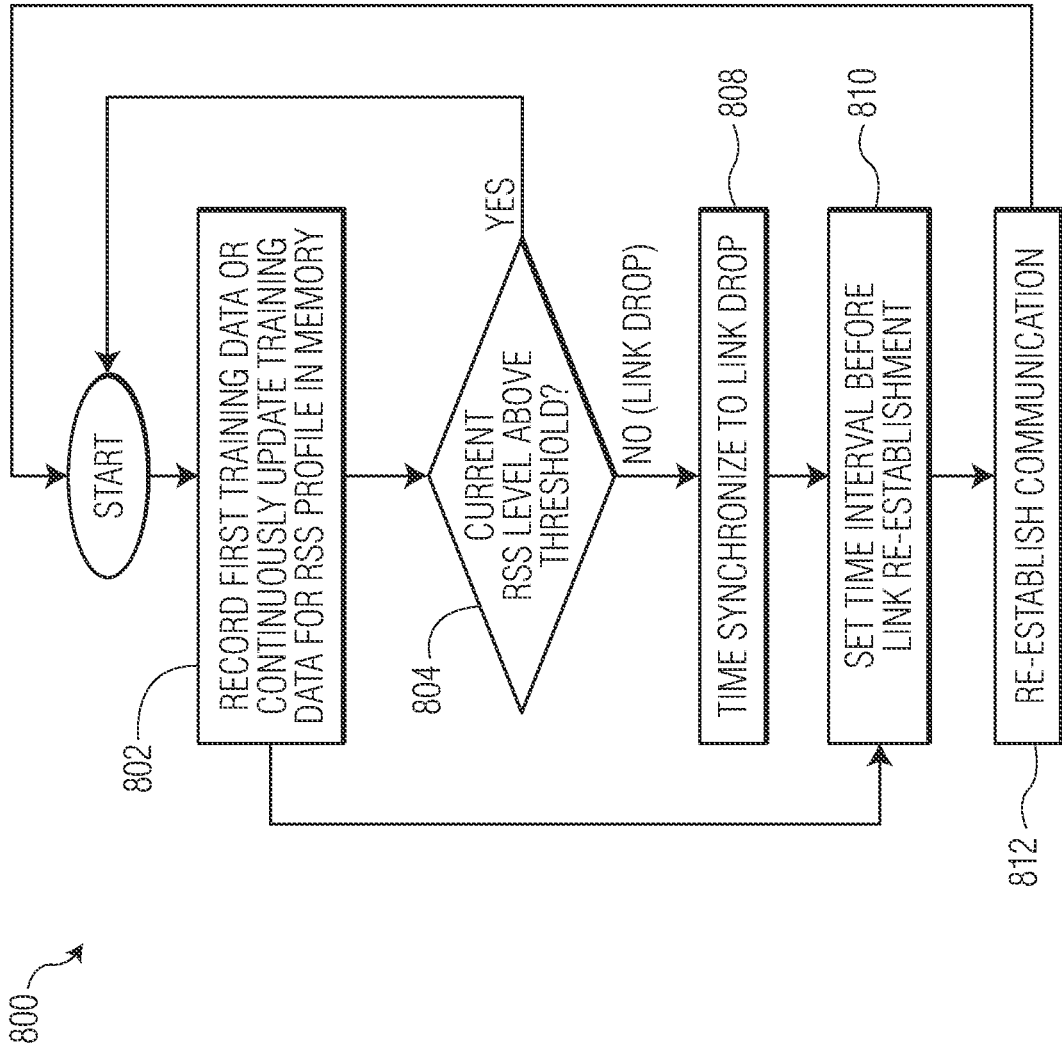 800
START
802
RECORD FIRST TRAINING DATA OR
CONTINUOUSLY UPDATE TRAINING
DATA FOR RSS PROFILE IN MEMORY
804
CURRENT
RSS LEVEL ABOVE
THRESHOLD?
YES
NO (LINK DROP)
TIME SYNCHRONIZE TO LINK DROP
808
SET TIME INTERVAL BEFORE
LINK RE-ESTABLISHMENT
810
RE-ESTABLISH COMMUNICATION
812